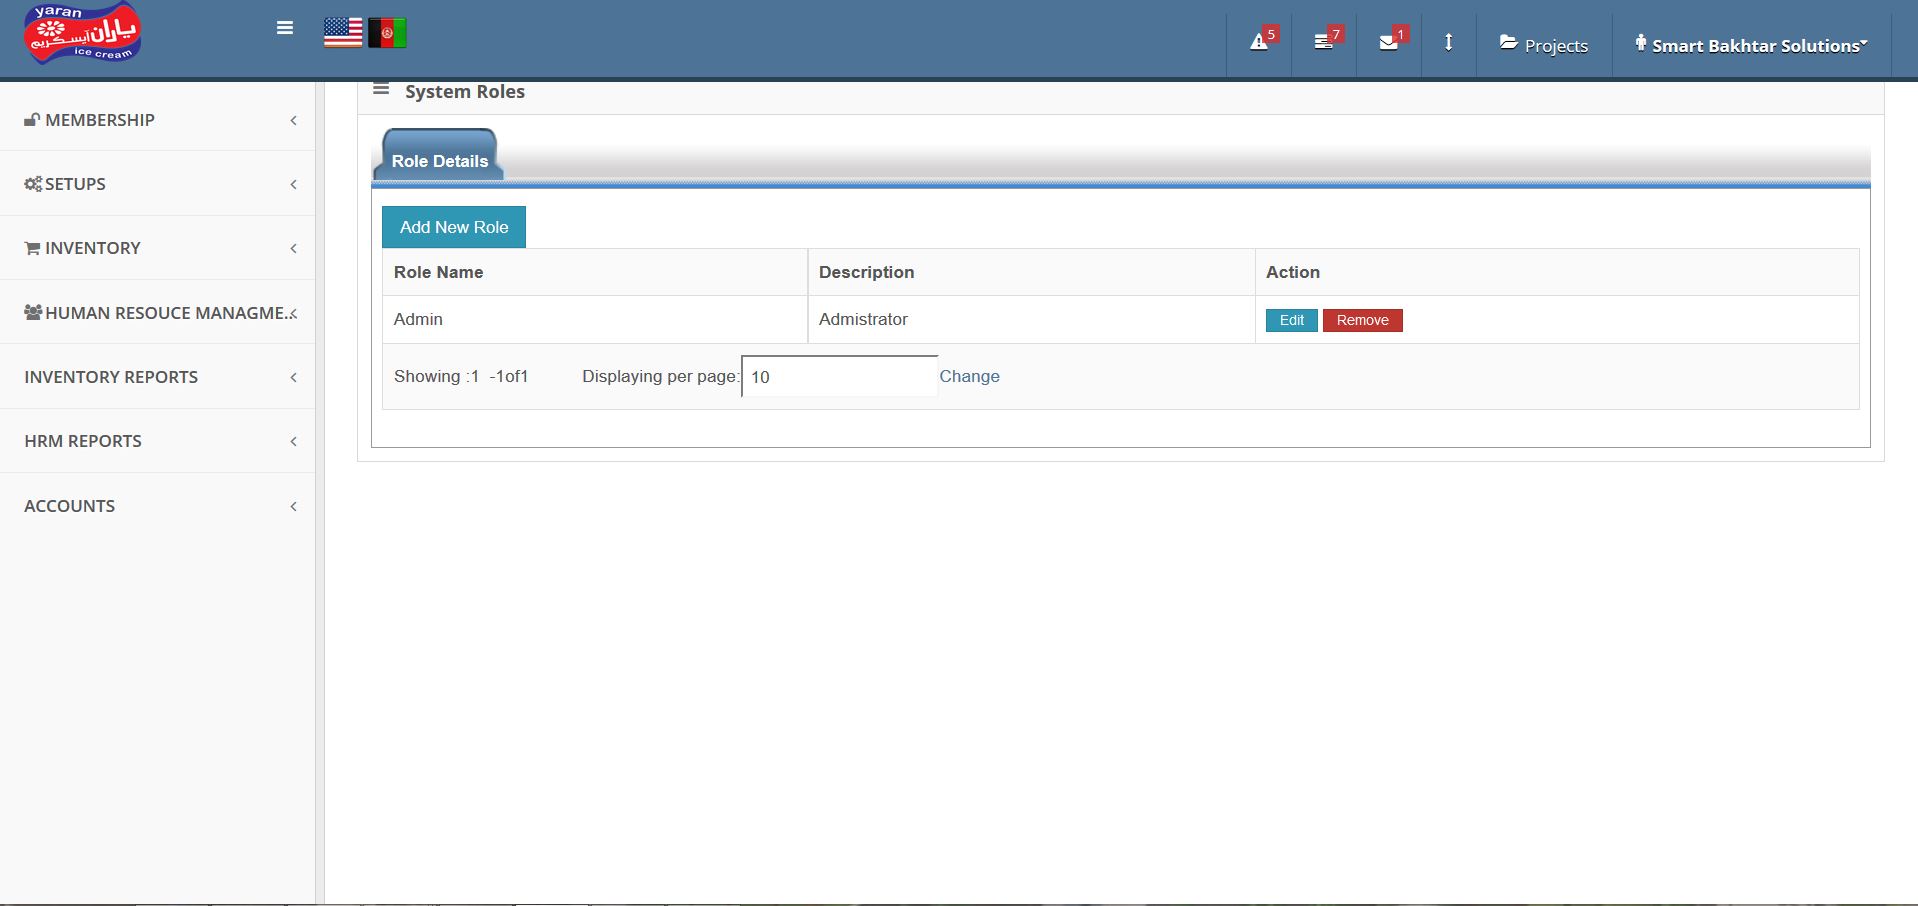 yaran
یاران
آیسکریم
ice cream
5
7
1
Projects
Smart Bakhtar Solutions
MEMBERSHIP
SETUPS
INVENTORY
HUMAN RESOUCE MANAGME...
INVENTORY REPORTS
HRM REPORTS
ACCOUNTS
System Roles
Role Details
Add New Role
Role Name Description Action
Admin Admistrator Edit Remove
Showing :1 -1of1 Displaying per page: 10 Change